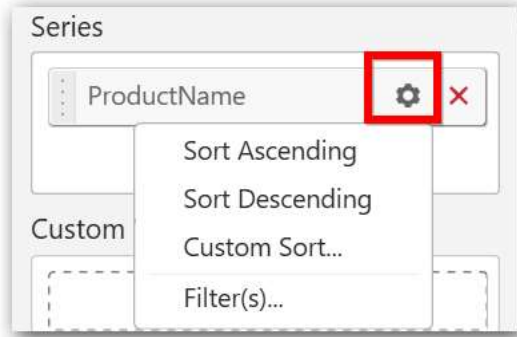 Series
ProductName
Sort Ascending
Sort Descending
Custom
Custom Sort...
Filter(s)...